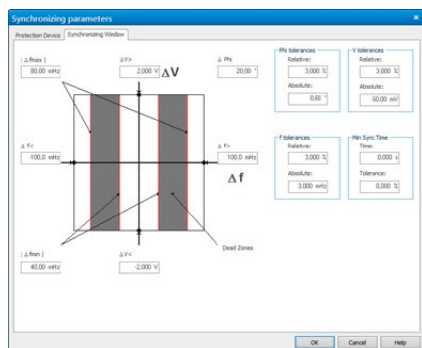 Synchronizing parameters
Protection Device Synchronizing Window
| Δ fmax |
80,00 mHz
ΔV>
2,000 V
ΔV
Δ Phi
20,00 °
Δ f<
-100,0 mHz
Δ f>
100,0 mHz
Δ f
| Δ fmin |
40,00 mHz
ΔV<
-2,000 V
Dead Zones
Phi tolerances
Relative:
3,000 %
Absolute:
0,60 °
V tolerances
Relative:
3,000 %
Absolute:
60,00 mV
f tolerances
Relative:
3,000 %
Absolute:
3,000 mHz
Min Sync Time
Time:
0,000 s
Tolerance:
0,000 %
OK Cancel Help